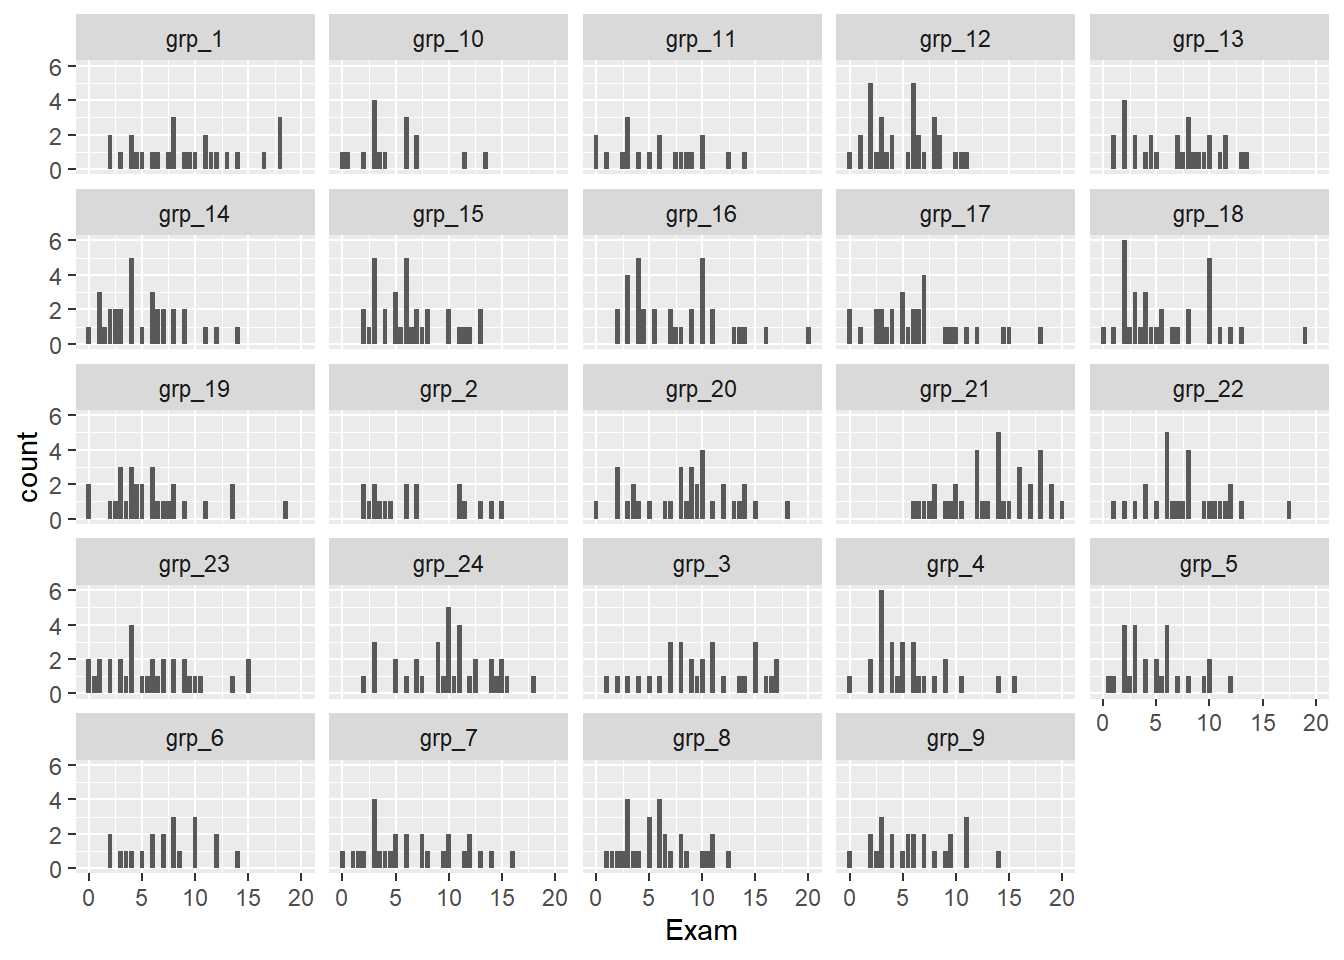 grp_1 grp_10 grp_11 grp_12 grp_13
6
4
2
0
grp_14 grp_15 grp_16 grp_17 grp_18
6
4
2
0
grp_19 grp_2 grp_20 grp_21 grp_22
6
4
2
0
count
grp_23 grp_24 grp_3 grp_4 grp_5
6
4
2
0
0 5 10 15 20
grp_6 grp_7 grp_8 grp_9
6
4
2
0
0 5 10 15 20 0 5 10 15 20 0 5 10 15 20 0 5 10 15 20
Exam